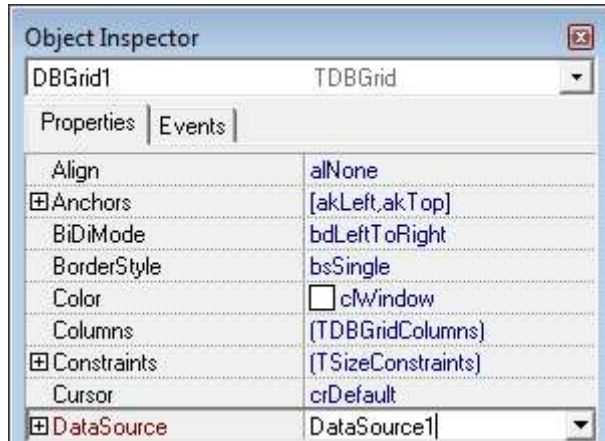 Object Inspector
DBGrid1 TDBGrid
Properties Events
Align alNone
Anchors [akLeft,akTop]
BiDiMode bdLeftToRight
BorderStyle bsSingle
Color clWindow
Columns (TDBGridColumns)
Constraints (TSizeConstraints)
Cursor crDefault
DataSource DataSource1